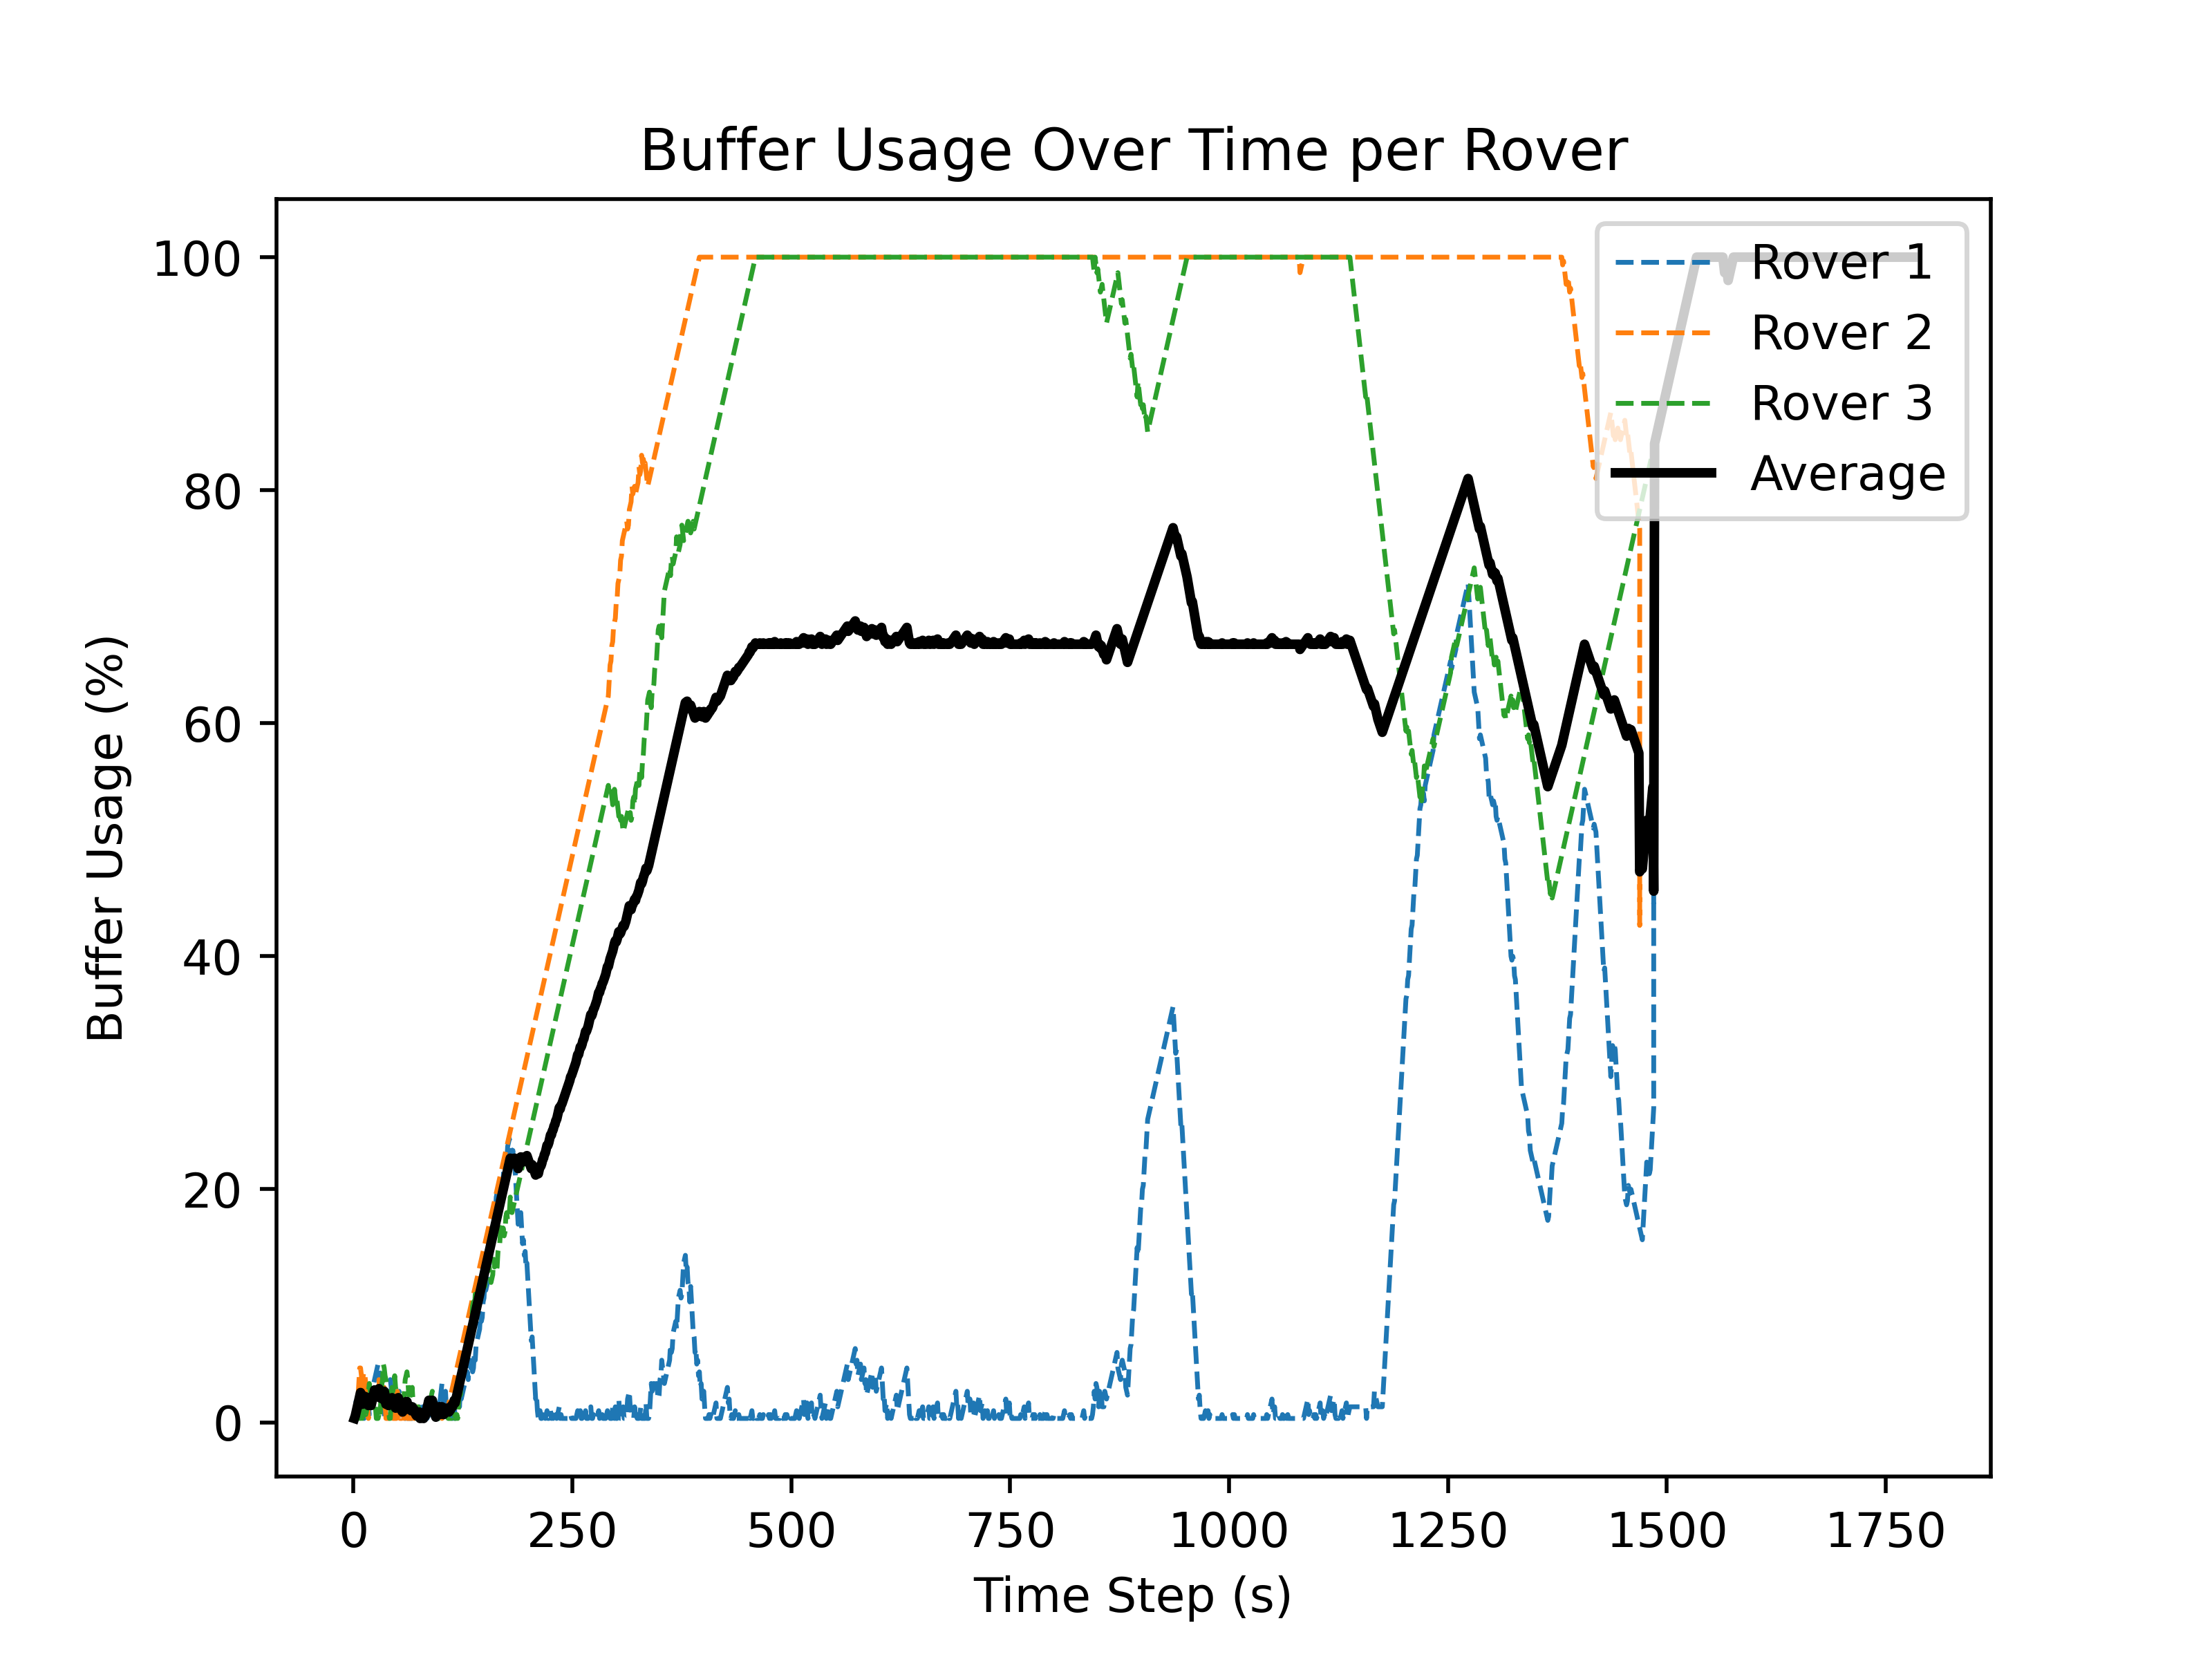 Buffer Usage Over Time per Rover
Buffer Usage (%)
100
80
60
40
20
0
Rover 1
Rover 2
Rover 3
Average
0 250 500 750 1000 1250 1500 1750
Time Step (s)